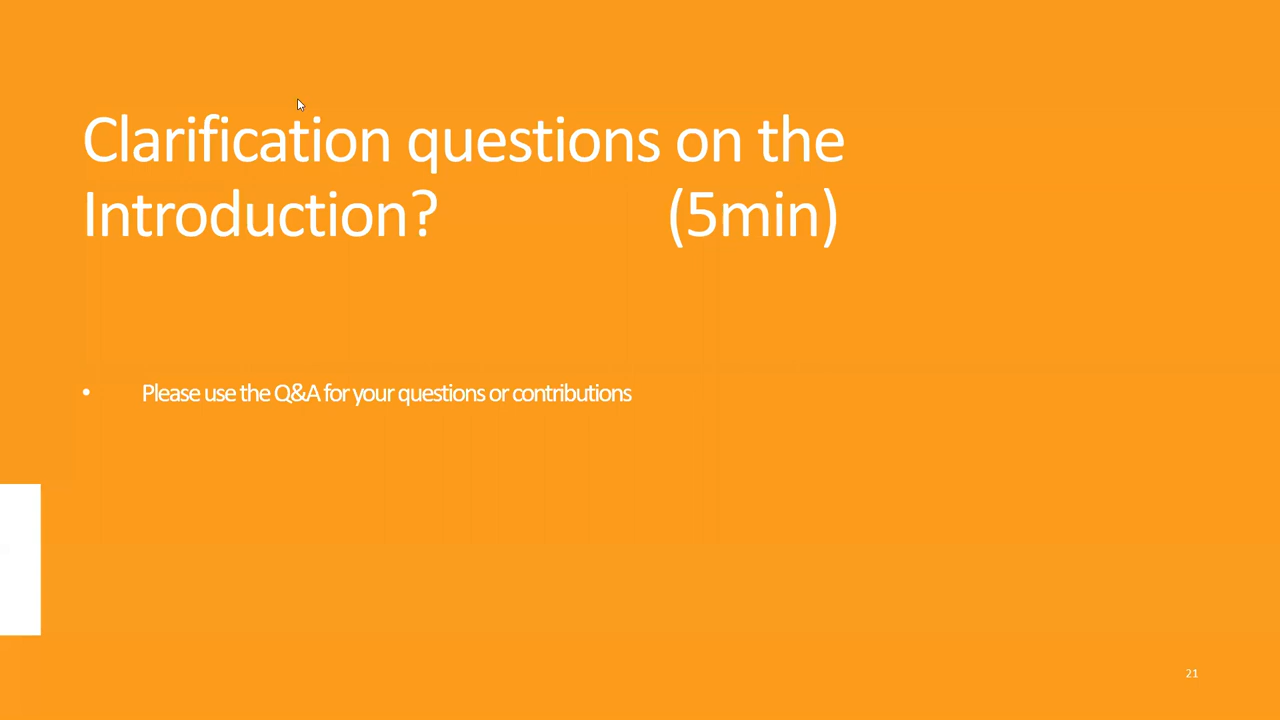 Clarification questions on the
Introduction? (5min)
• Please use the Q&A for your questions or contributions
21